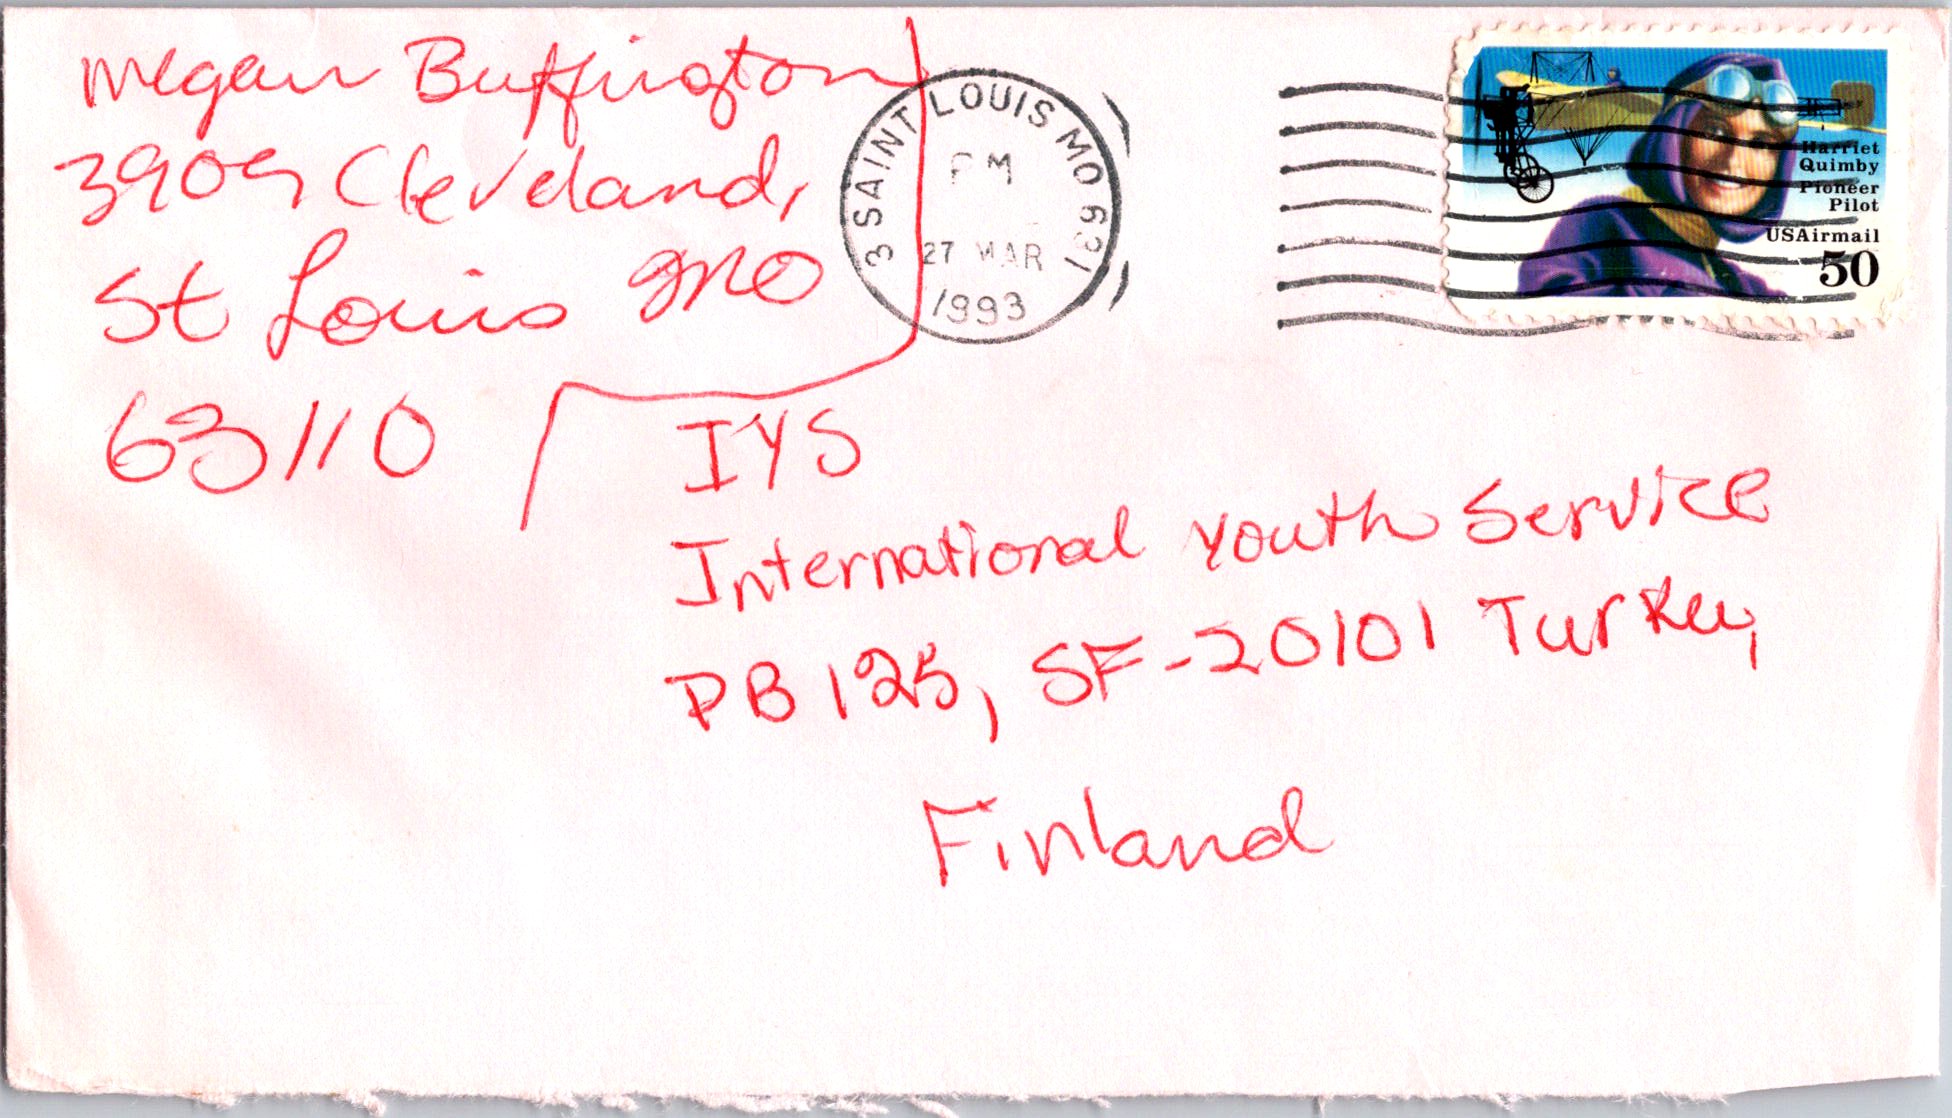 Megan Buffington
3909 Cleveland,
St Louis MO
63110
3 SAINT LOUIS MO 631
PM
27 MAR
1993
Harriet
Quimby
Pioneer
Pilot
USAirmail
50
IYS
International Youth Service
PB 125, SF-20101 Turkey,
Finland